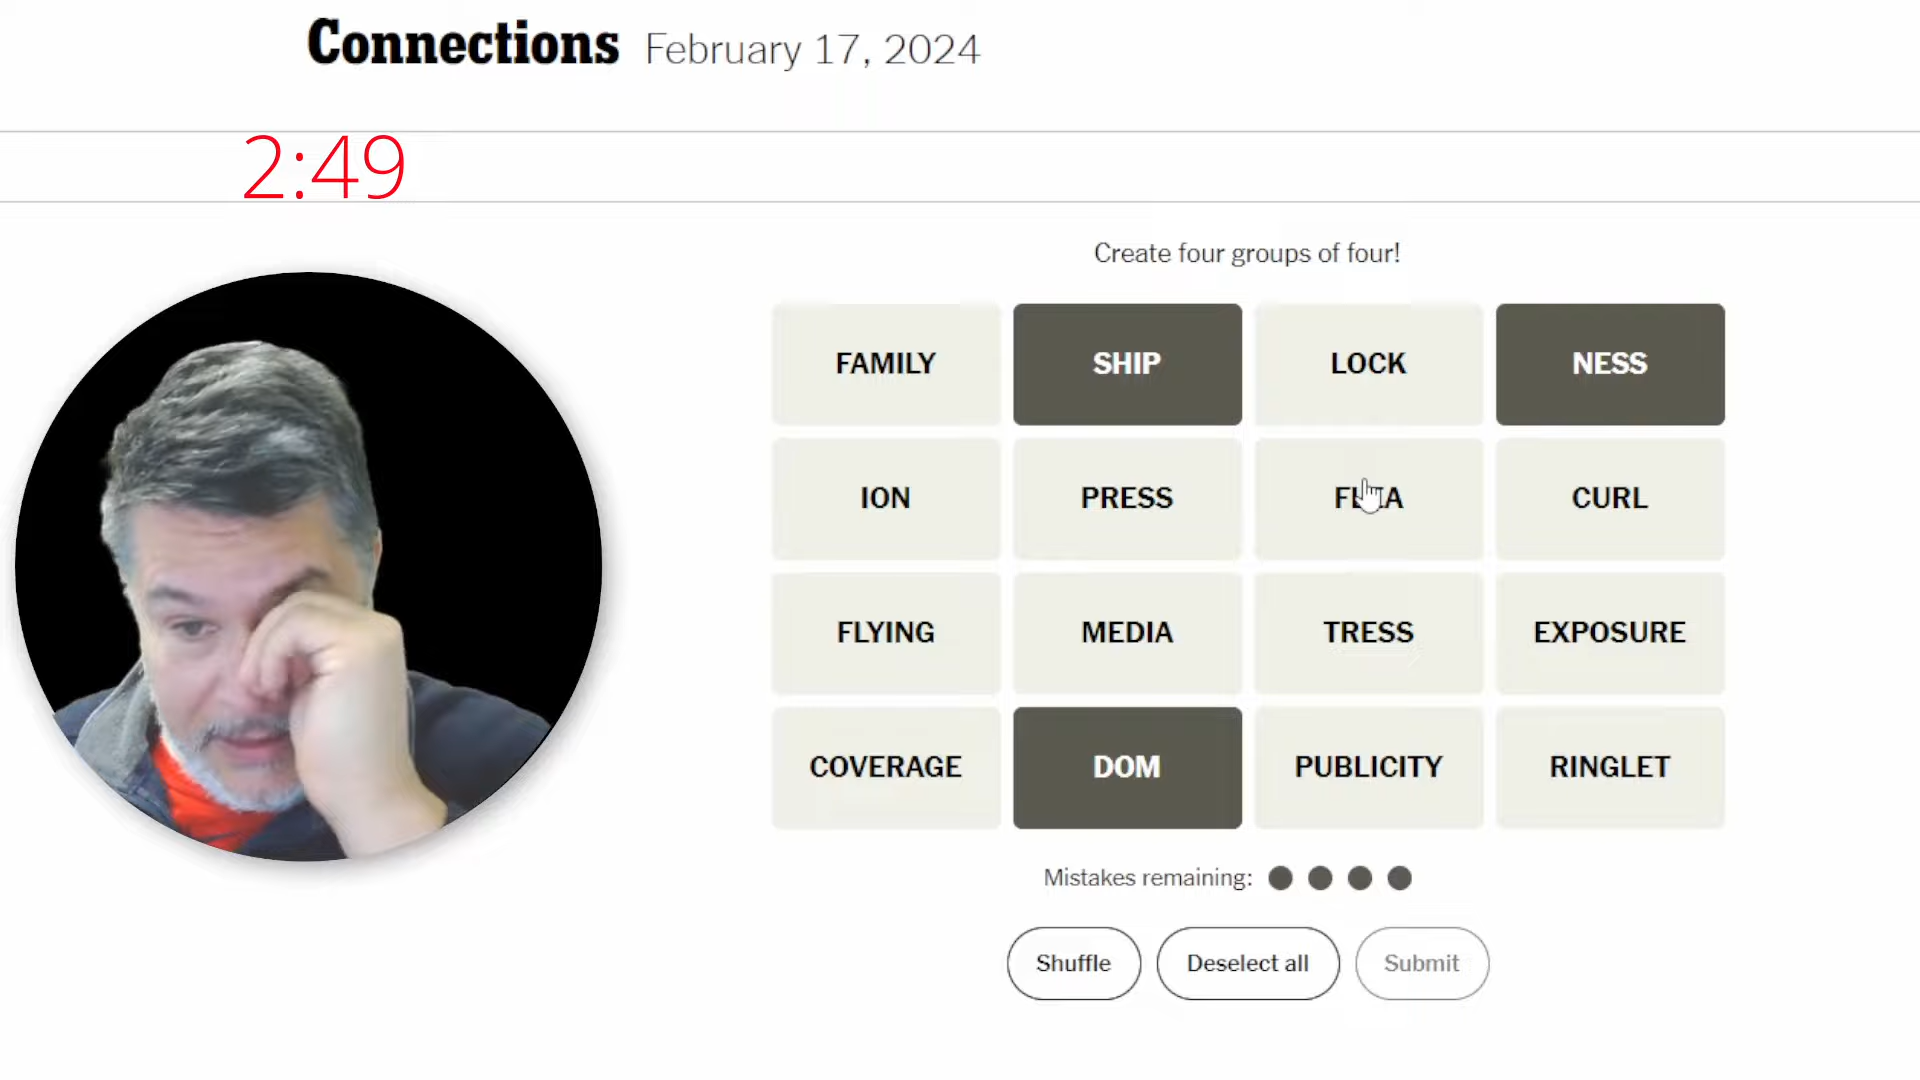 Connections February 17, 2024
2:49
Create four groups of four!
FAMILY SHIP LOCK NESS
ION PRESS CURL
FLYING MEDIA TRESS EXPOSURE
COVERAGE DOM PUBLICITY RINGLET
Mistakes remaining:
Shuffle Deselect all Submit